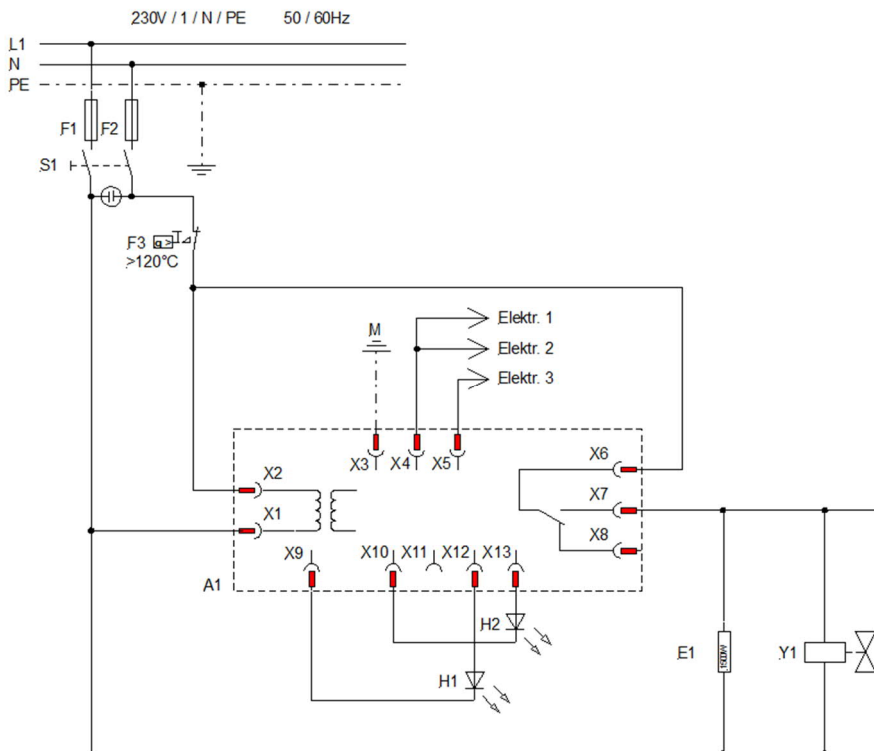 230V / 1 / N / PE 50 / 60Hz
L1
N
PE
F1 F2
S1
F3
>120°C
M
Elektr. 1
Elektr. 2
Elektr. 3
X3 X4 X5
X6
X2
X7
X1
X8
X9 X10 X11 X12 X13
A1
H2
E1
1500W
Y1
H1